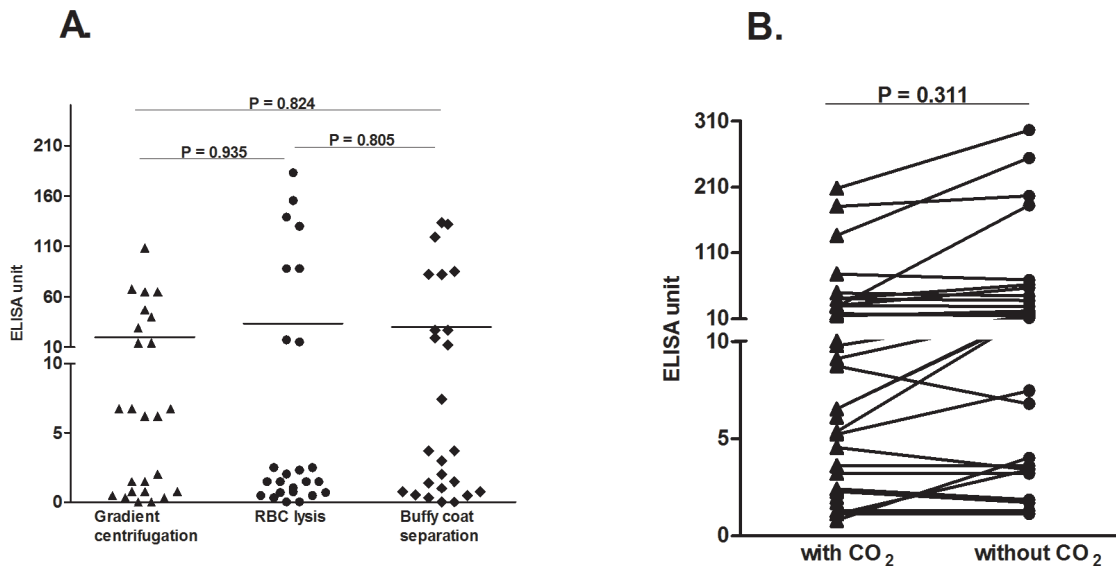 A.
P = 0.824
P = 0.935
P = 0.805
ELISA unit
210
160
110
60
10
10
5
0
Gradient
centrifugation
RBC lysis
Buffy coat
separation
B.
P = 0.311
ELISA unit
310
210
110
10
10
5
0
with CO2
without CO2